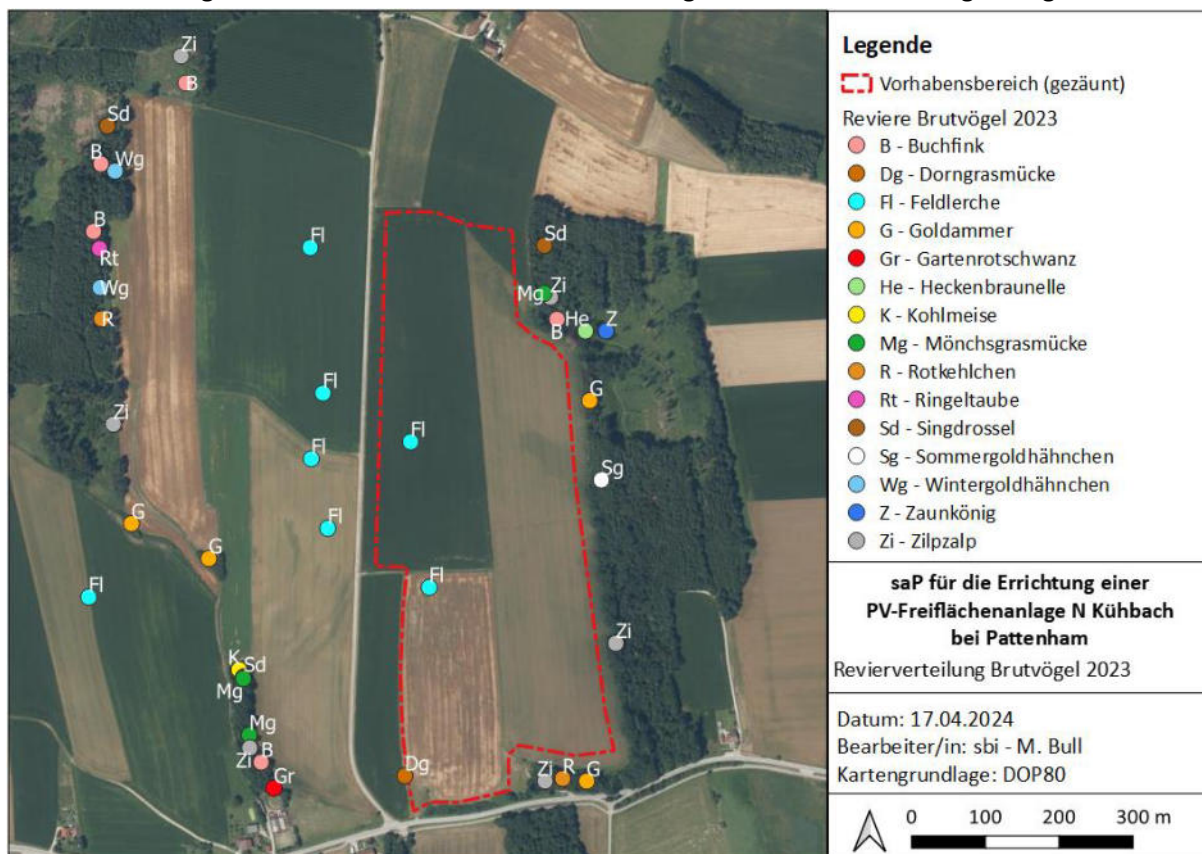 Zi
B
Sd
B
Wg
B
Rt
Wg
R
Zi
G
G
Fl
K
Sd
Mg
Mg
Zi
B
Gr
Fl
Fl
Fl
Fl
Fl
Fl
Dg
Sd
Mg
Zi
B
He
Z
G
Sg
Zi
Zi
R
G
Legende
Vorhabensbereich (gezäunt)
Reviere Brutvögel 2023
B - Buchfink
Dg - Dorngrasmücke
Fl - Feldlerche
G - Goldammer
Gr - Gartenrotschwanz
He - Heckenbraunelle
K - Kohlmeise
Mg - Mönchsgrasmücke
R - Rotkehlchen
Rt - Ringeltaube
Sd - Singdrossel
Sg - Sommergoldhähnchen
Wg - Wintergoldhähnchen
Z - Zaunkönig
Zi - Zilpzalp
saP für die Errichtung einer
PV-Freiflächenanlage N Kühbach
bei Pattenham
Revierverteilung Brutvögel 2023
Datum: 17.04.2024
Bearbeiter/in: sbi - M. Bull
Kartengrundlage: DOP80
0 100 200 300 m